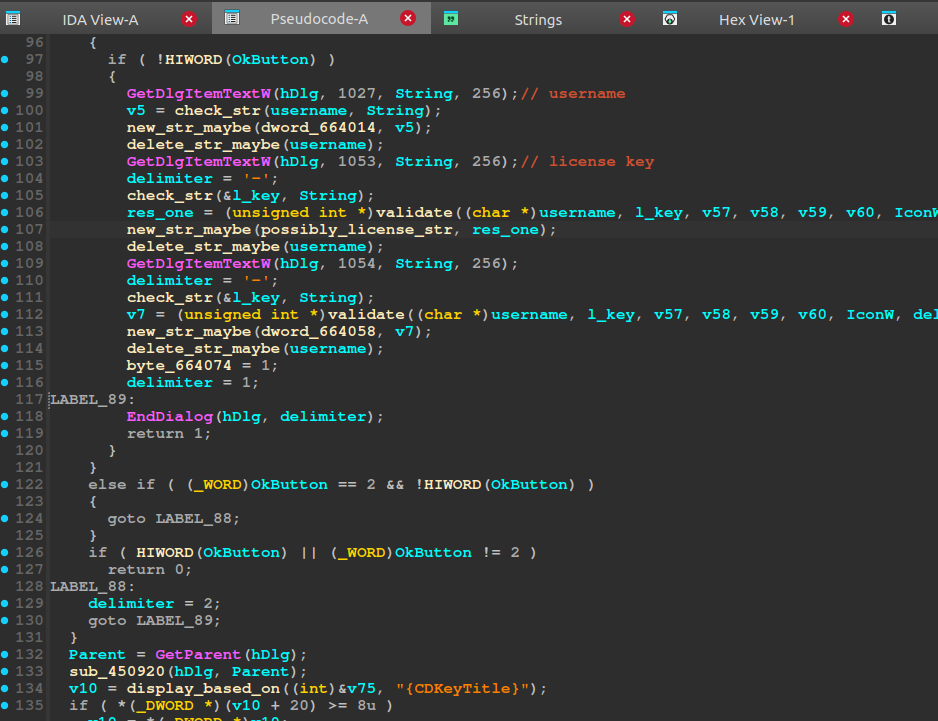 IDA View-A Pseudocode-A Strings Hex View-1
96 {
97 if ( !HIWORD(OkButton) )
98 {
99 GetDlgItemTextW(hDlg, 1027, String, 256);// username
100 v5 = check_str(username, String);
101 new_str_maybe(dword_664014, v5);
102 delete_str_maybe(username);
103 GetDlgItemTextW(hDlg, 1053, String, 256);// license key
104 delimiter = '-';
105 check_str(&l_key, String);
106 res_one = (unsigned int *)validate((char *)username, l_key, v57, v58, v59, v60, IconW
107 new_str_maybe(possibly_license_str, res_one);
108 delete_str_maybe(username);
109 GetDlgItemTextW(hDlg, 1054, String, 256);
110 delimiter = '-';
111 check_str(&l_key, String);
112 v7 = (unsigned int *)validate((char *)username, l_key, v57, v58, v59, v60, IconW, del
113 new_str_maybe(dword_664058, v7);
114 delete_str_maybe(username);
115 byte_664074 = 1;
116 delimiter = 1;
117 LABEL_89:
118 EndDialog(hDlg, delimiter);
119 return 1;
120 }
121 }
122 else if ( (_WORD)OkButton == 2 && !HIWORD(OkButton) )
123 {
124 goto LABEL_88;
125 }
126 if ( HIWORD(OkButton) || (_WORD)OkButton != 2 )
127 return 0;
128 LABEL_88:
129 delimiter = 2;
130 goto LABEL_89;
131 }
132 Parent = GetParent(hDlg);
133 sub_450920(hDlg, Parent);
134 v10 = display_based_on((int)&v75, "{CDKeyTitle}");
135 if ( *(_DWORD *)(v10 + 20) >= 8u )